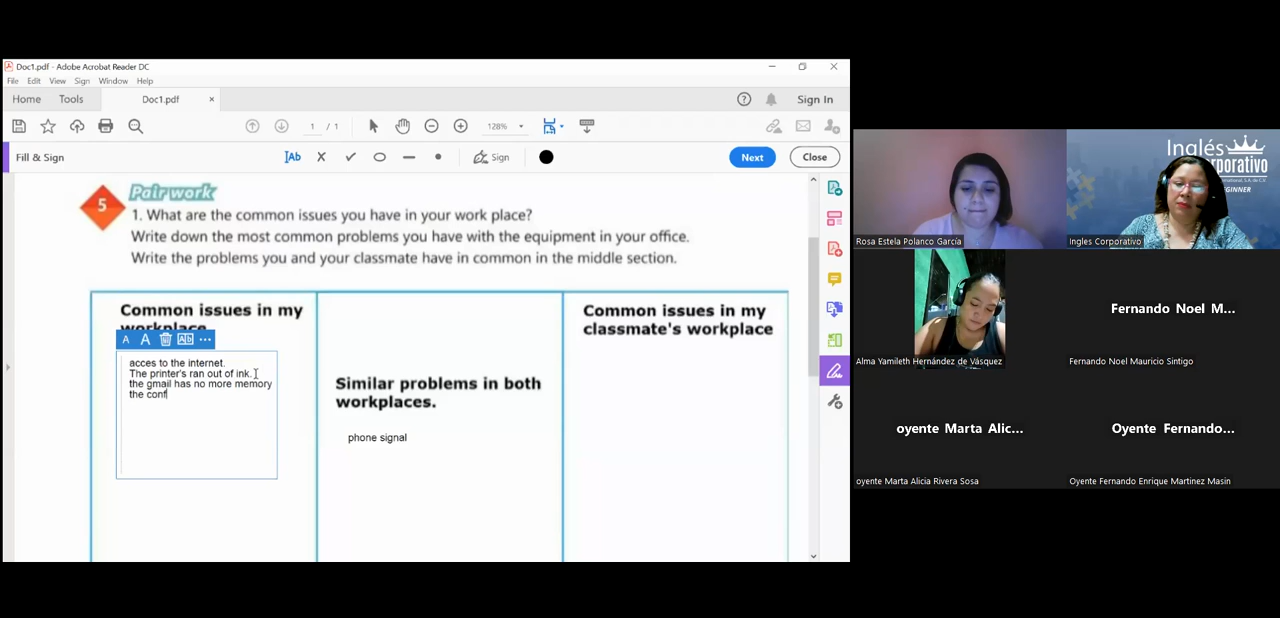 Doc1.pdf - Adobe Acrobat Reader DC
File Edit View Sign Window Help
Home Tools Doc1.pdf × Sign In
1 / 1 128%
Fill & Sign Ab Sign Next Close
5 Pair work
1. What are the common issues you have in your work place?
Write down the most common problems you have with the equipment in your office.
Write the problems you and your classmate have in common in the middle section.
Common issues in my
workplace
A A Ab
acces to the internet.
The printer's ran out of ink.
the gmail has no more memory
the conf
Similar problems in both
workplaces.
phone signal
Common issues in my
classmate's workplace
Rosa Estela Polanco García
Inglés
Ingles Corporativo
Alma Yamileth Hernández de Vásquez
Fernando Noel M...
Fernando Noel Mauricio Sintigo
oyente Marta Alic...
oyente Marta Alicia Rivera Sosa
Oyente Fernando...
Oyente Fernando Enrique Martinez Masin